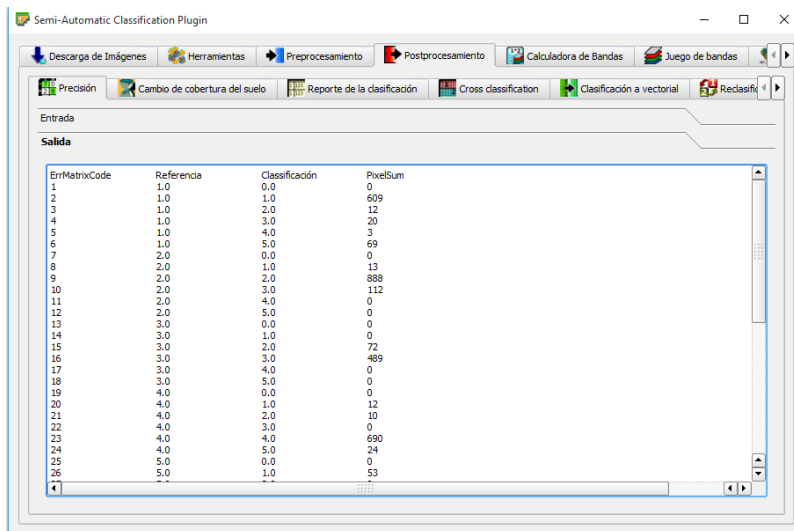 Semi-Automatic Classification Plugin
Descarga de Imágenes Herramientas Preprocesamiento Postprocesamiento Calculadora de Bandas Juego de bandas
Precisión Cambio de cobertura del suelo Reporte de la clasificación Cross classification Clasificación a vectorial
Entrada
Salida
ErrMatrixCode Referencia Classificación PixelSum
1 1.0 0.0 0
2 1.0 1.0 609
3 1.0 2.0 12
4 1.0 3.0 20
5 1.0 4.0 3
6 1.0 5.0 69
7 2.0 0.0 0
8 2.0 1.0 13
9 2.0 2.0 888
10 2.0 3.0 112
11 2.0 4.0 0
12 2.0 5.0 0
13 3.0 0.0 0
14 3.0 1.0 0
15 3.0 2.0 72
16 3.0 3.0 489
17 3.0 4.0 0
18 3.0 5.0 0
19 4.0 0.0 0
20 4.0 1.0 12
21 4.0 2.0 10
22 4.0 3.0 0
23 4.0 4.0 690
24 4.0 5.0 24
25 5.0 0.0 0
26 5.0 1.0 53